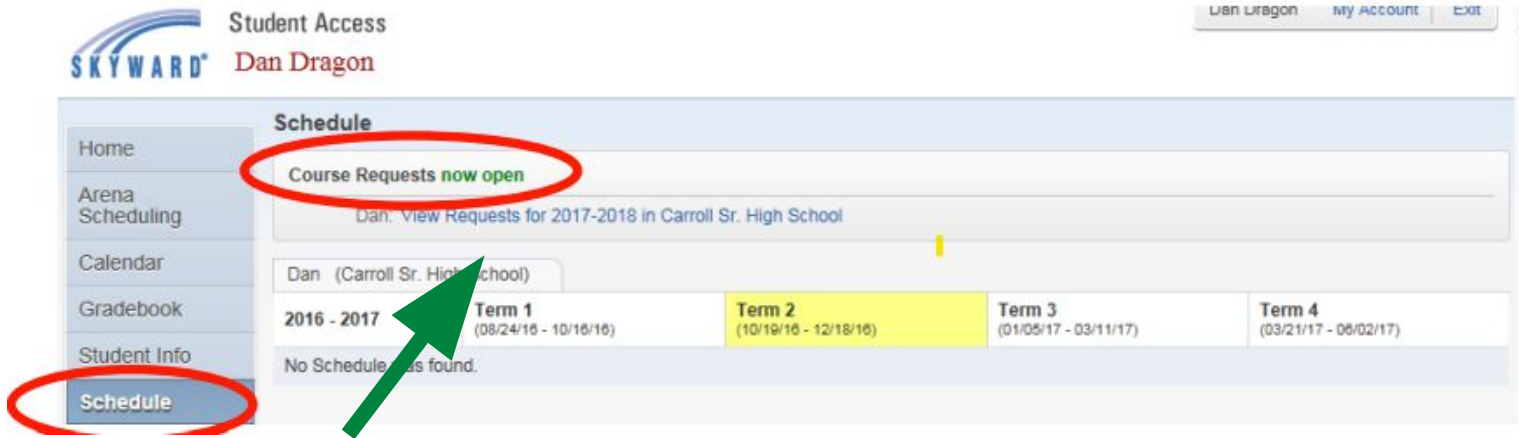 Student Access
Dan Dragon My Account Exit
SKYWARD® Dan Dragon
Schedule
Home
Course Requests now open
Arena
Scheduling
Dan: View Requests for 2017-2018 in Carroll Sr. High School
Calendar
Dan (Carroll Sr. High School)
Gradebook
2016 - 2017
Term 1
(08/24/16 - 10/16/16)
Term 2
(10/19/16 - 12/18/16)
Term 3
(01/05/17 - 03/11/17)
Term 4
(03/21/17 - 06/02/17)
Student Info
No Schedule was found.
Schedule